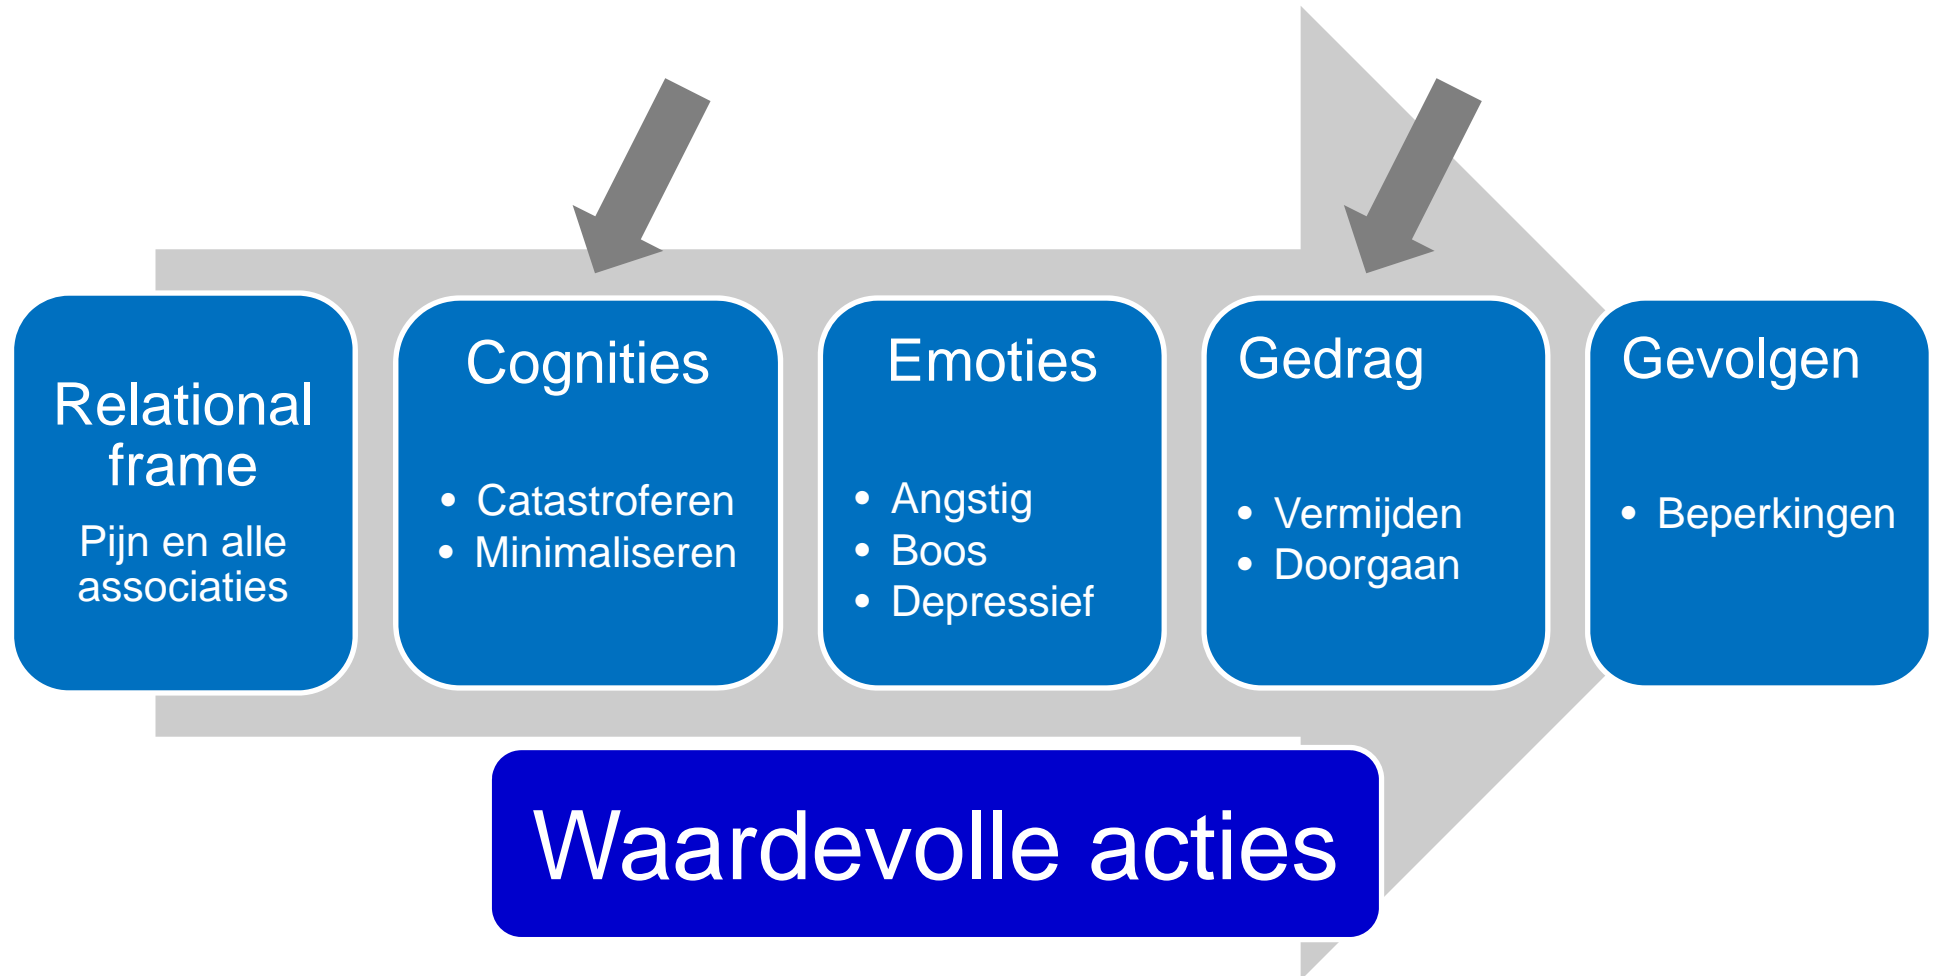 Relational
frame
Pijn en alle
associaties
Cognities
• Catastroferen
• Minimaliseren
Emoties
• Angstig
• Boos
• Depressief
Gedrag
• Vermijden
• Doorgaan
Gevolgen
• Beperkingen
Waardevolle acties